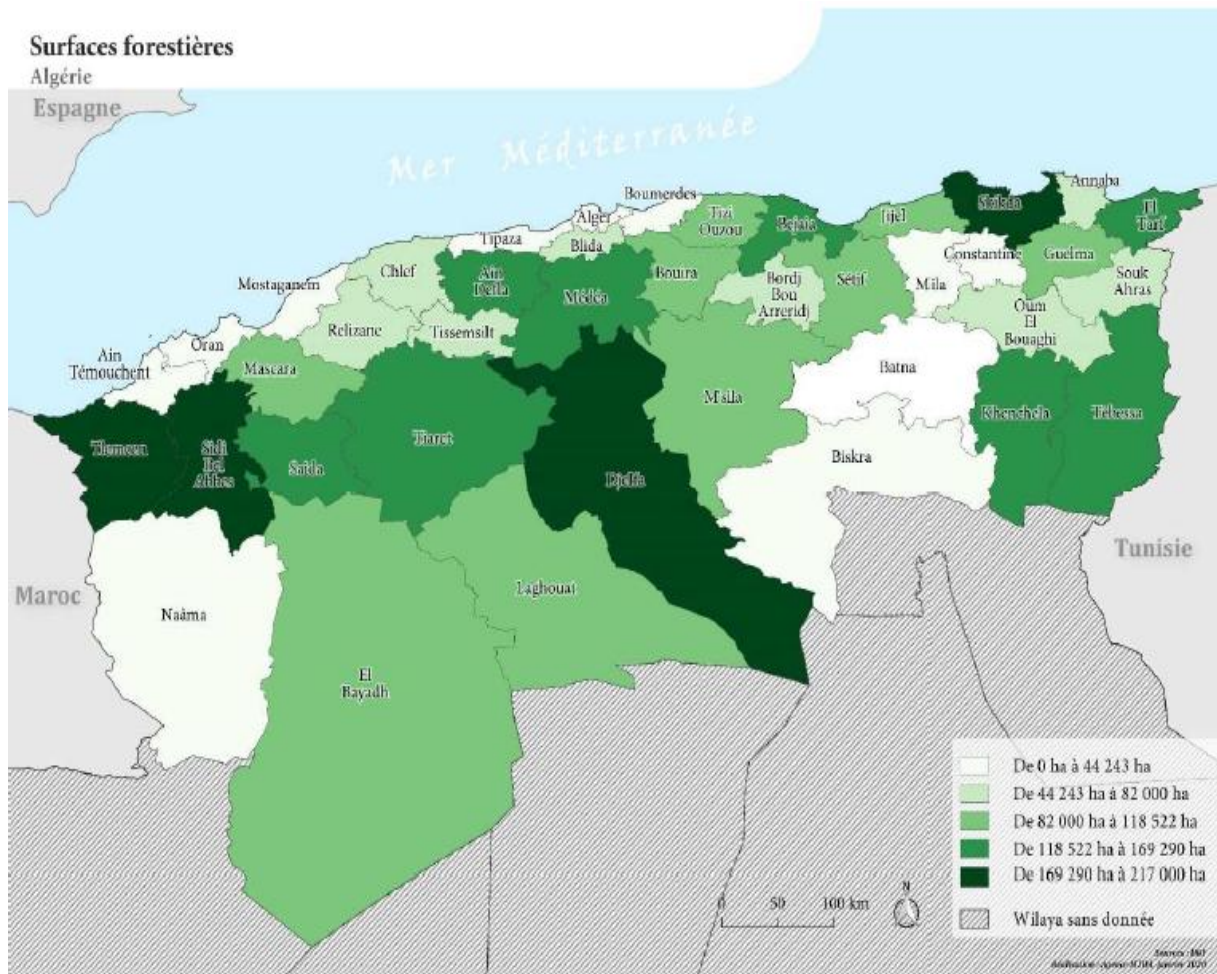 Surfaces forestières
Algérie
Espagne
Mer Méditerranée
Boumerdes
Annaba
Alger
Tizi
Ouzou
Bejaia
Jijel
Skikda
El
Tarf
Tipaza
Blida
Constantine
Guelma
Chlef
Ain
Defla
Médéa
Bouira
Bordj
Bou
Arreridj
Sétif
Mila
Souk
Ahras
Mostaganem
Relizane
Tissemsilt
Oum
El
Bouaghi
Oran
Ain
Témouchent
Mascara
M'sila
Batna
Khenchela
Tébessa
Tlemcen
Sidi
Bel
Abbes
Saida
Tiaret
Djelfa
Biskra
Tunisie
Maroc
Naâma
Laghouat
El
Bayadh
De 0 ha à 44 243 ha
De 44 243 ha à 82 000 ha
De 82 000 ha à 118 522 ha
De 118 522 ha à 169 290 ha
De 169 290 ha à 217 000 ha
N
0 50 100 km
Wilaya sans donnée